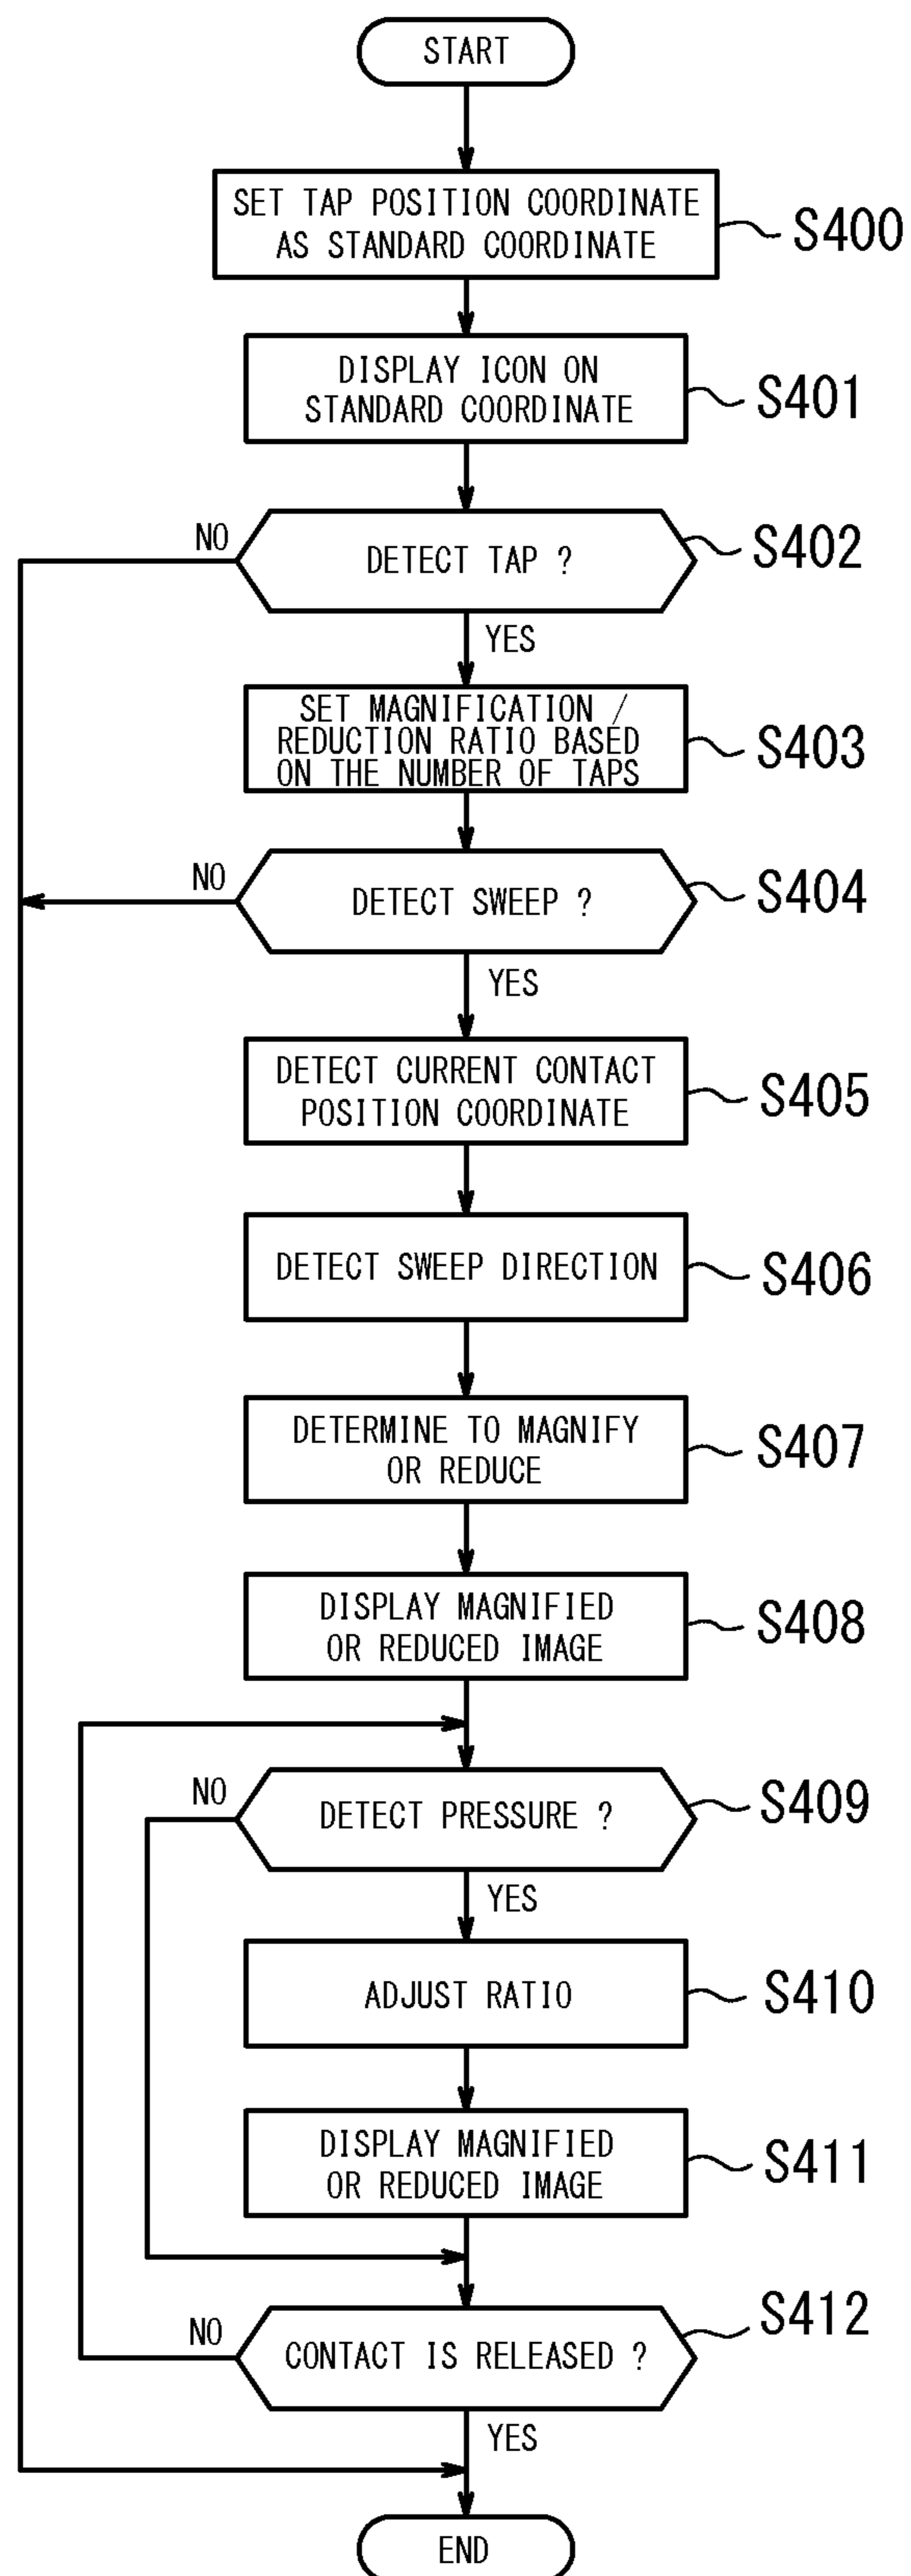 START
SET TAP POSITION COORDINATE
AS STANDARD COORDINATE
S400
DISPLAY ICON ON
STANDARD COORDINATE
S401
NO
DETECT TAP ?
S402
YES
SET MAGNIFICATION /
REDUCTION RATIO BASED
ON THE NUMBER OF TAPS
S403
NO
DETECT SWEEP ?
S404
YES
DETECT CURRENT CONTACT
POSITION COORDINATE
S405
DETECT SWEEP DIRECTION
S406
DETERMINE TO MAGNIFY
OR REDUCE
S407
DISPLAY MAGNIFIED
OR REDUCED IMAGE
S408
NO
DETECT PRESSURE ?
S409
YES
ADJUST RATIO
S410
DISPLAY MAGNIFIED
OR REDUCED IMAGE
S411
NO
CONTACT IS RELEASED ?
S412
YES
END